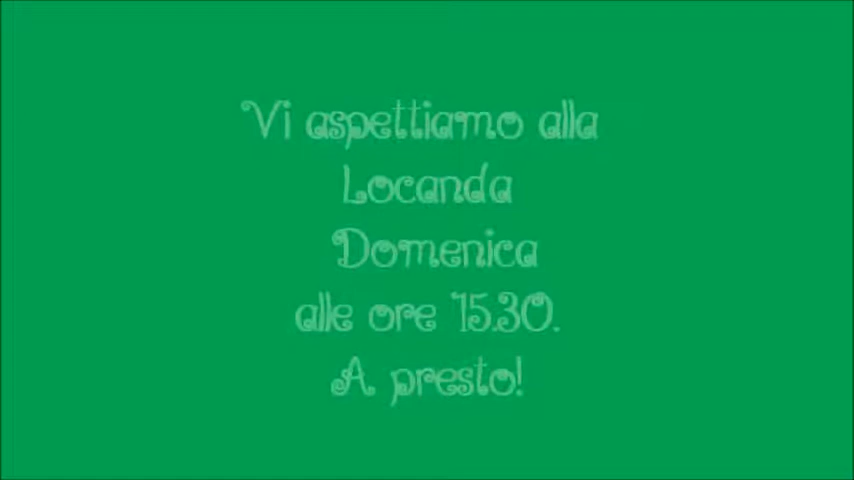 Vi aspettiamo alla
Locanda
Domenica
alle ore 15.30.
A presto!